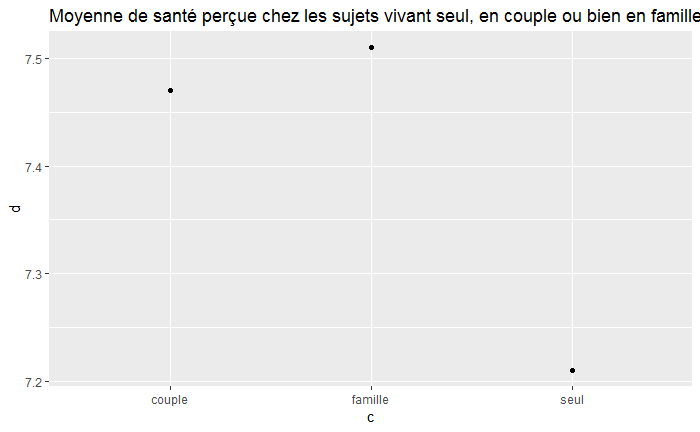 Moyenne de santé perçue chez les sujets vivant seul, en couple ou bien en famille
7.5
7.4
7.3
7.2
d
couple famille seul
c